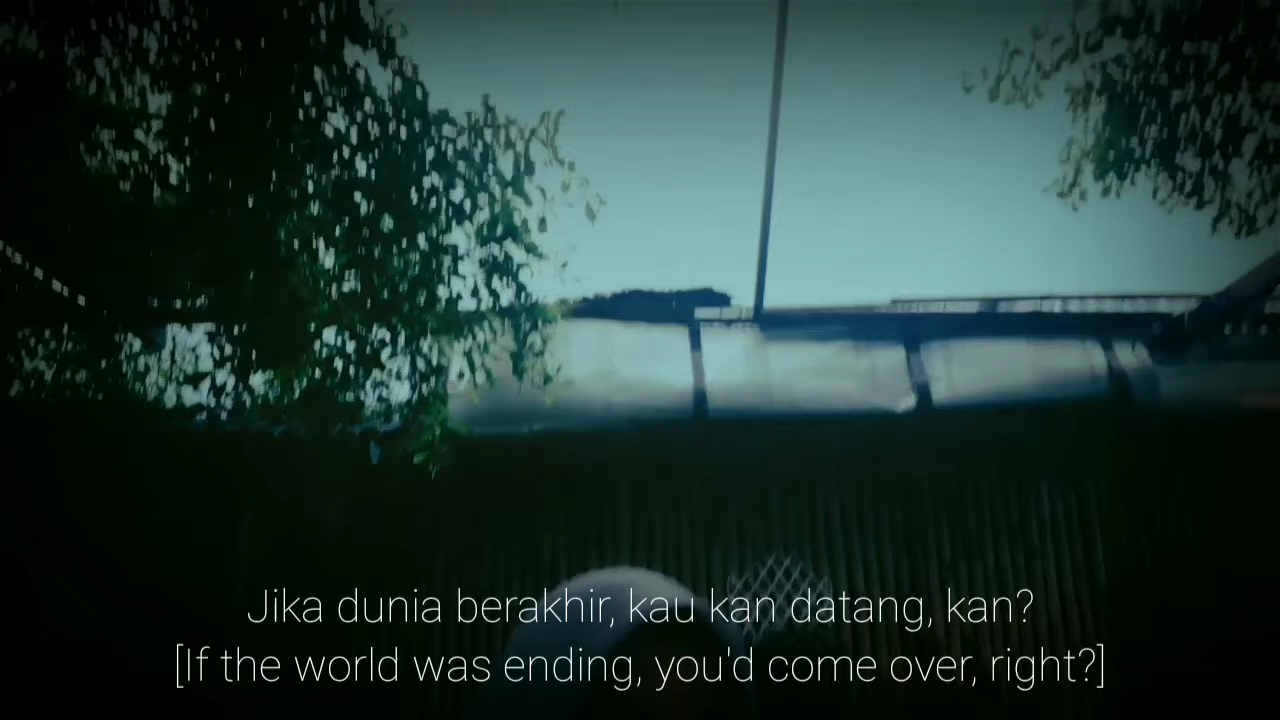 Jika dunia berakhir, kau kan datang, kan?
[If the world was ending, you'd come over, right?]